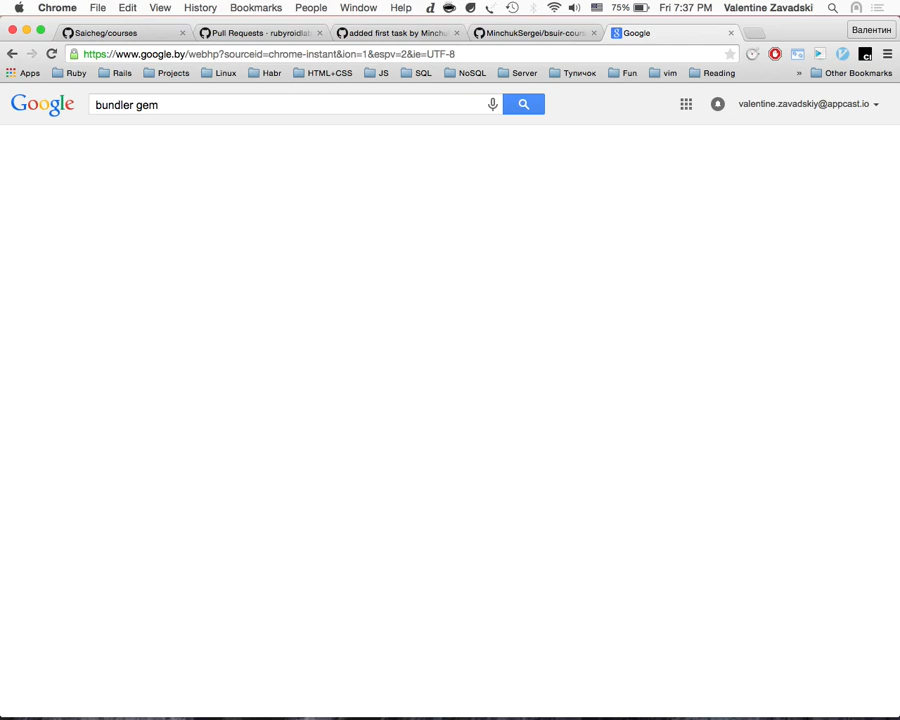 Chrome File Edit View History Bookmarks People Window Help 75% Fri 7:37 PM Valentine Zavadski
Saicheg/courses Pull Requests · rubyroidlab added first task by Minchu MinchukSergei/bsuir-cours Google Валентин
https://www.google.by/webhp?sourceid=chrome-instant&ion=1&espv=2&ie=UTF-8
Apps Ruby Rails Projects Linux Habr HTML+CSS JS SQL NoSQL Server Тупичок Fun vim Reading » Other Bookmarks
Google bundler gem valentine.zavadskiy@appcast.io